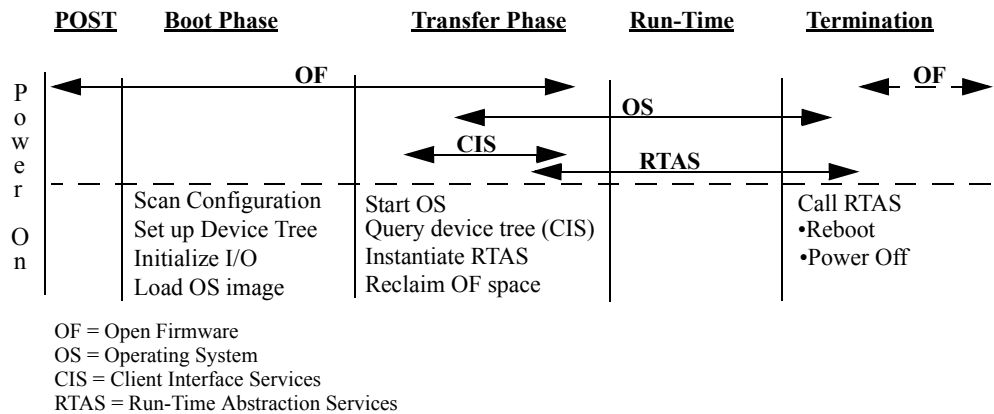 POST Boot Phase Transfer Phase Run-Time Termination
OF OF
OS
CIS
RTAS
Power On
Scan Configuration
Set up Device Tree
Initialize I/O
Load OS image
Start OS
Query device tree (CIS)
Instantiate RTAS
Reclaim OF space
Call RTAS
•Reboot
•Power Off
OF = Open Firmware
OS = Operating System
CIS = Client Interface Services
RTAS = Run-Time Abstraction Services